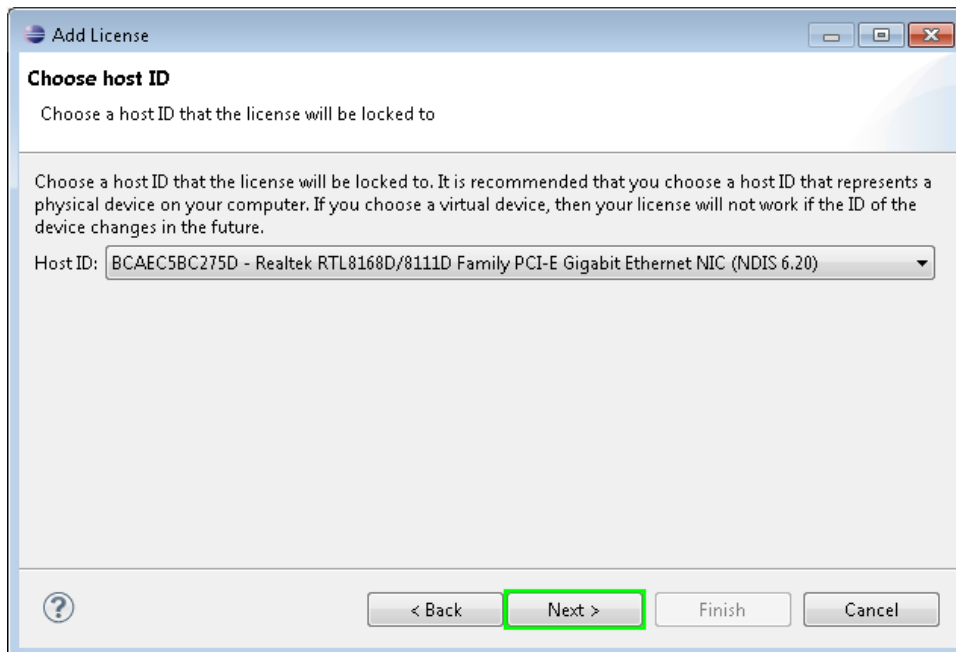 Add License
Choose host ID
Choose a host ID that the license will be locked to
Choose a host ID that the license will be locked to. It is recommended that you choose a host ID that represents a
physical device on your computer. If you choose a virtual device, then your license will not work if the ID of the
device changes in the future.
Host ID: BCAEC5BC275D - Realtek RTL8168D/8111D Family PCI-E Gigabit Ethernet NIC (NDIS 6.20)
? < Back Next > Finish Cancel